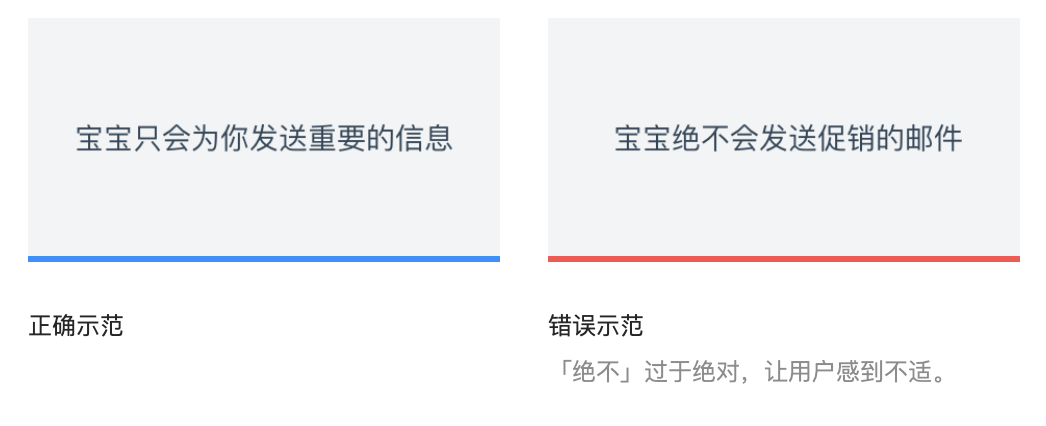 宝宝只会为你发送重要的信息
宝宝绝不会发送促销的邮件
正确示范
错误示范
「绝不」过于绝对，让用户感到不适。